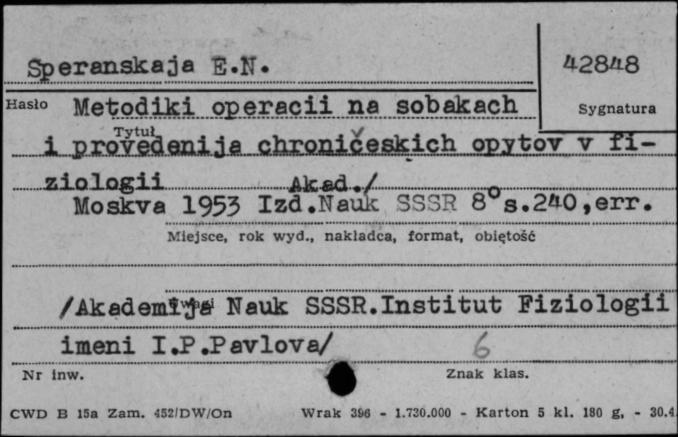 Speranskaja E.N.
42848
Hasło
Metodiki operacii na sobakach
Sygnatura
Tytuł
i provedenija chroničeskich opytov v fi-
ziologii Akad./
Moskva 1953 Izd.Nauk SSSR 8° s.240,err.
Miejsce, rok wyd., nakładca, format, objętość
Uwagi
/Akademija Nauk SSSR.Institut Fiziologii
imeni I.P.Pavlova/
6
Nr inw.
Znak klas.
CWD B 15a Zam. 452/DW/On Wrak 396 - 1.730.000 - Karton 5 kl. 180 g, - 30.4